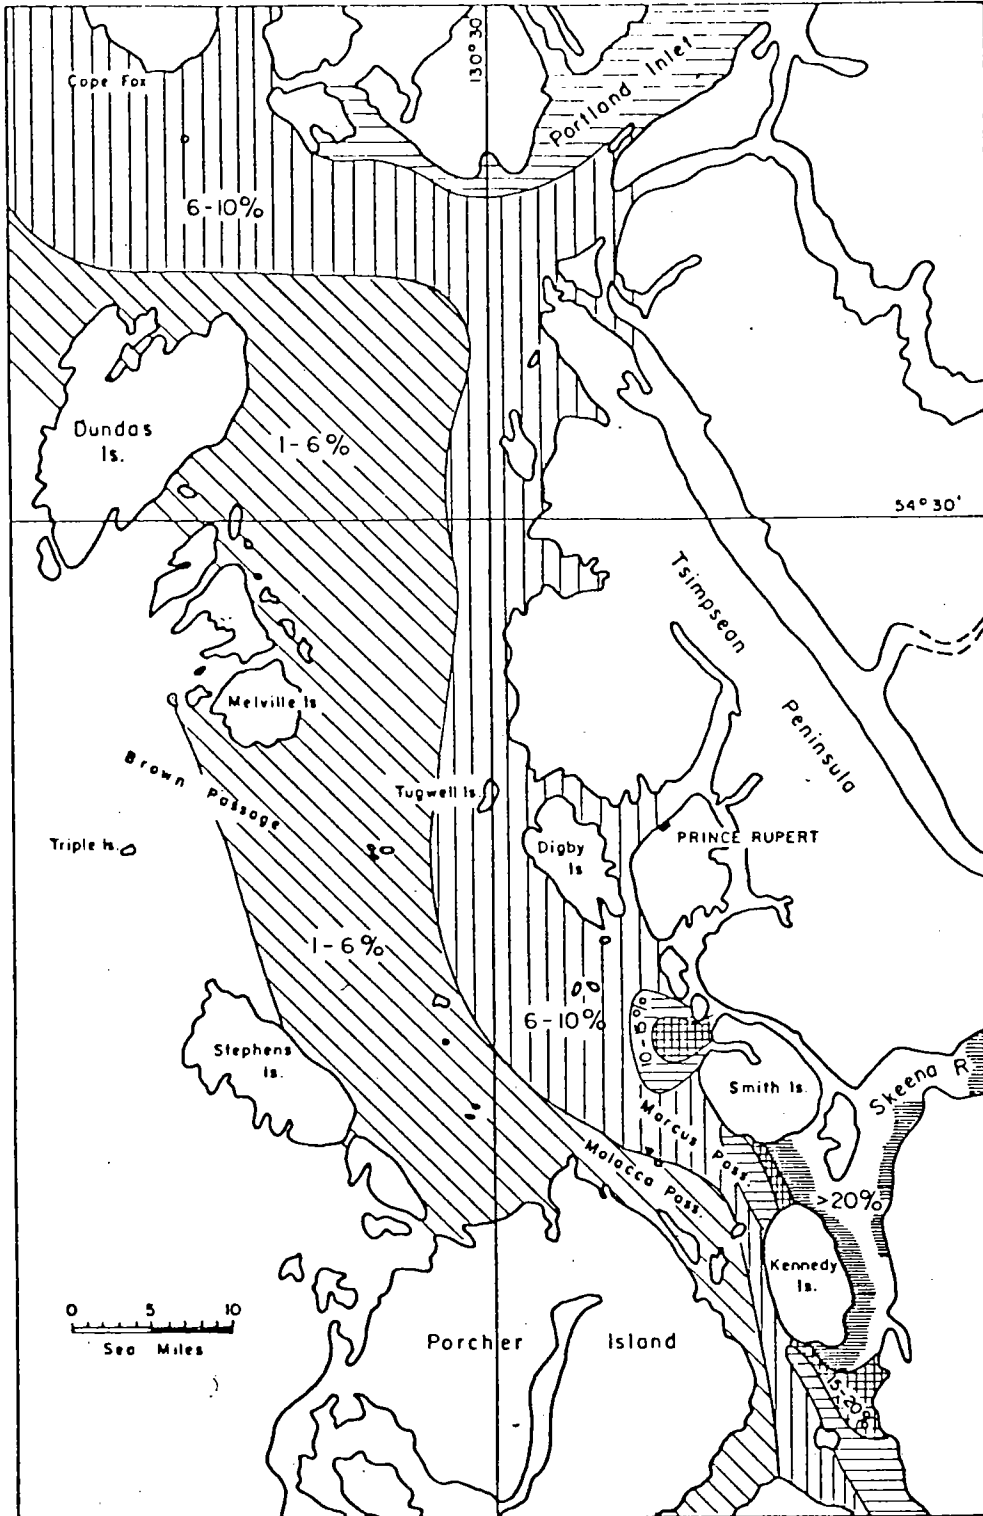 Cape Fox
130°30'
Portland Inlet
6-10%
Dundas
Is.
1-6%
54°30'
Tsimpsean
Peninsula
Melville Is
Brown Passage
Tugwell Is.
Triple Is.
Digby
Is
PRINCE RUPERT
1-6%
6-10%
10-15%
Stephens
Is.
Smith Is.
Skeena R
Marcus Pass.
Malacca Pass.
>20%
Kennedy
Is.
0 5 10
Sea Miles
Porcher Island
15-20%